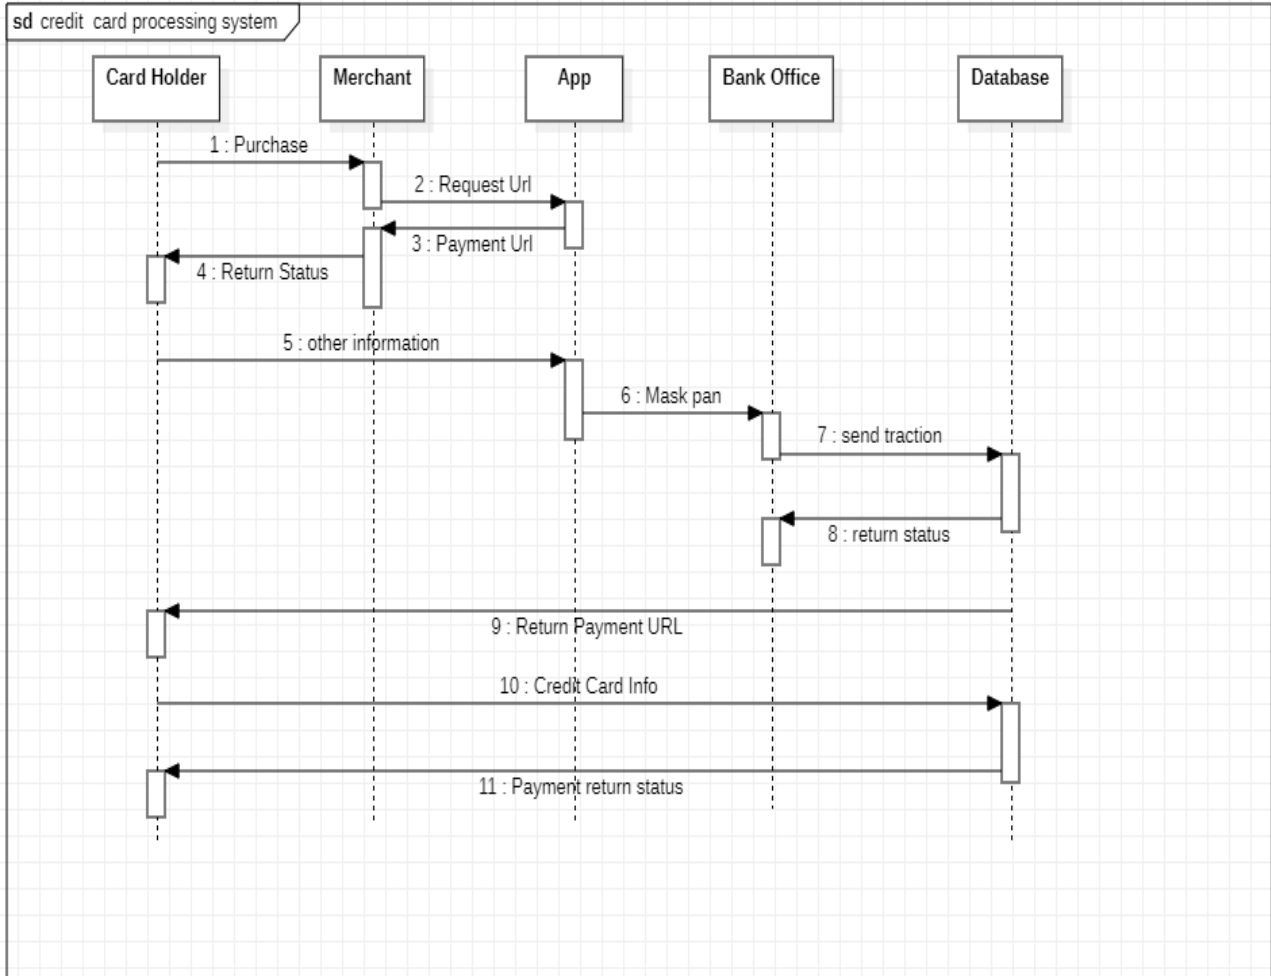 sd credit card processing system
Card Holder
Merchant
App
Bank Office
Database
1 : Purchase
2 : Request Url
3 : Payment Url
4 : Return Status
5 : other information
6 : Mask pan
7 : send traction
8 : return status
9 : Return Payment URL
10 : Credit Card Info
11 : Payment return status